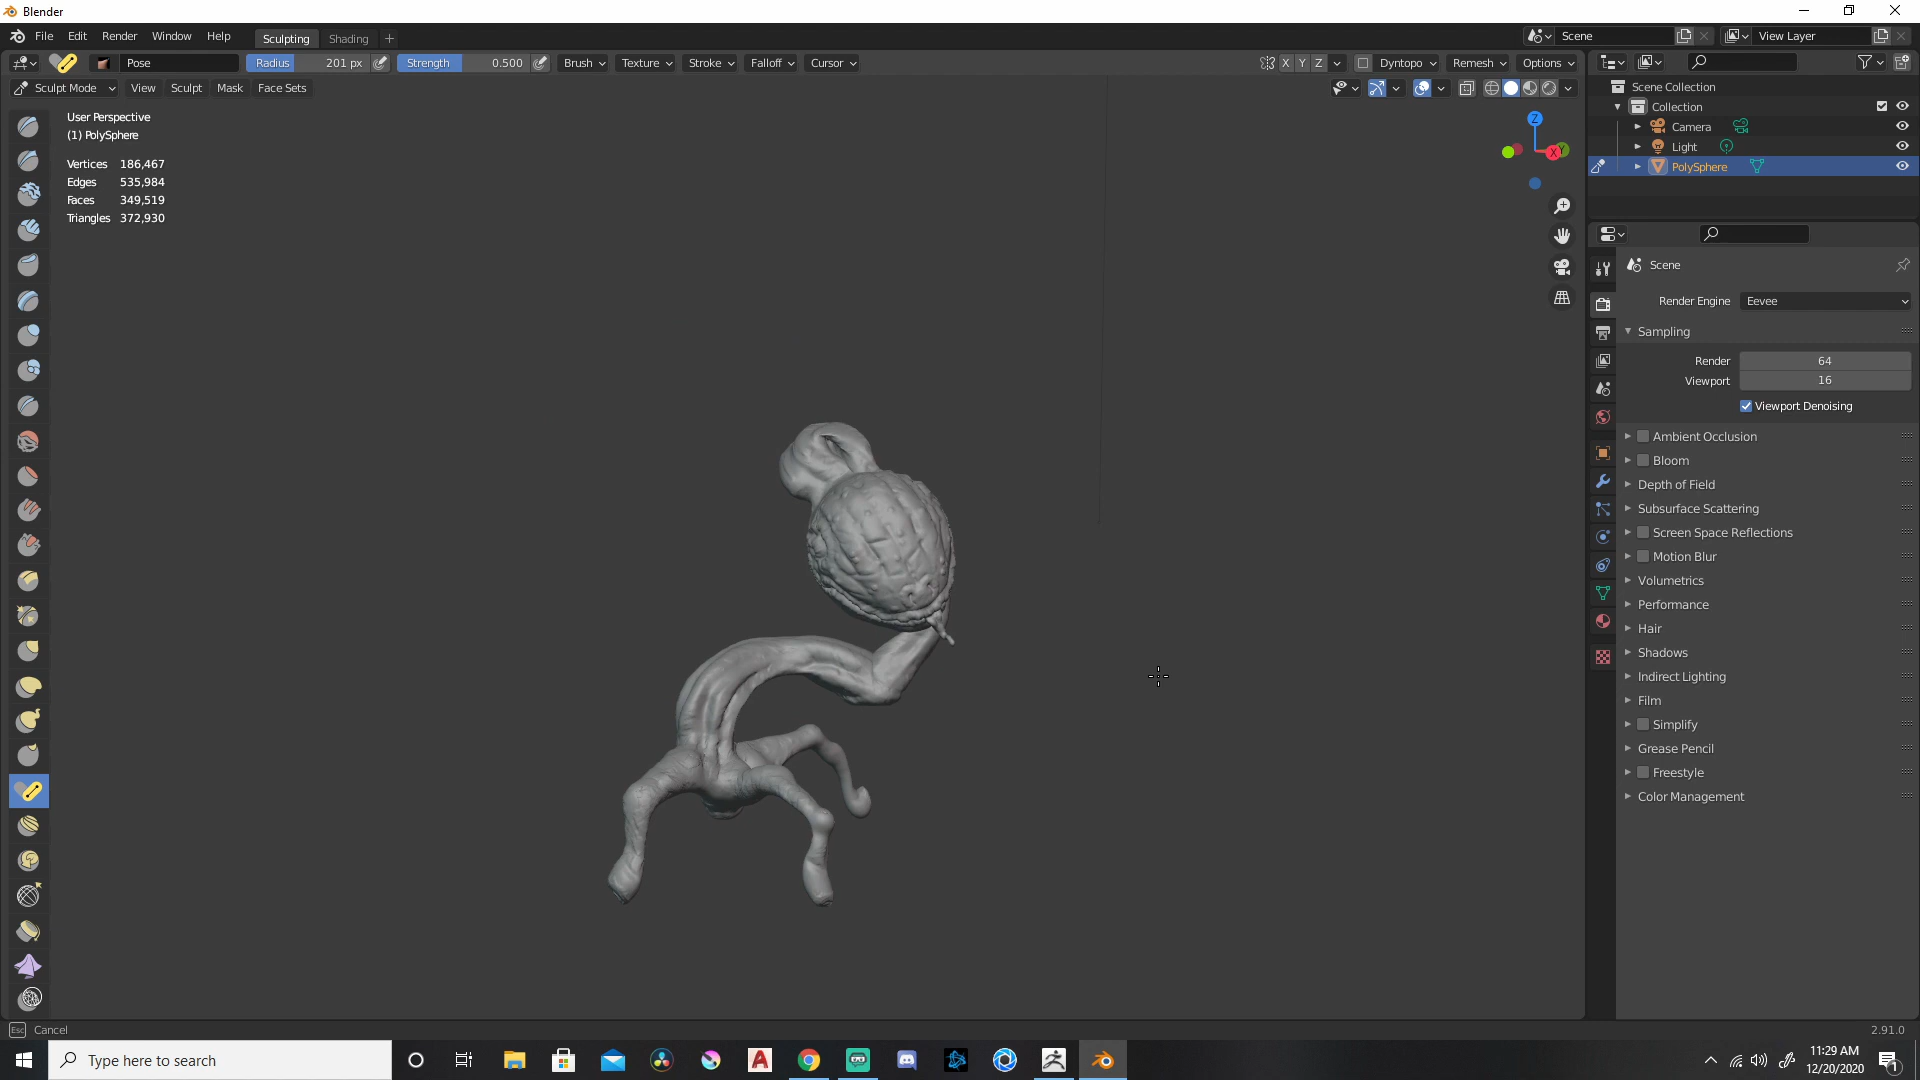 Blender
File Edit Render Window Help Sculpting Shading + Scene View Layer
Pose Radius 201 px Strength 0.500 Brush Texture Stroke Falloff Cursor X Y Z Dyntopo Remesh Options
Sculpt Mode View Sculpt Mask Face Sets
User Perspective
(1) PolySphere
Vertices 186,467
Edges 535,984
Faces 349,519
Triangles 372,930
Z
X Y
Scene Collection
Collection
Camera
Light
PolySphere
Scene
Render Engine Eevee
Sampling
Render 64
Viewport 16
Viewport Denoising
Ambient Occlusion
Bloom
Depth of Field
Subsurface Scattering
Screen Space Reflections
Motion Blur
Volumetrics
Performance
Hair
Shadows
Indirect Lighting
Film
Simplify
Grease Pencil
Freestyle
Color Management
Esc Cancel 2.91.0
Type here to search
11:29 AM
12/20/2020
1